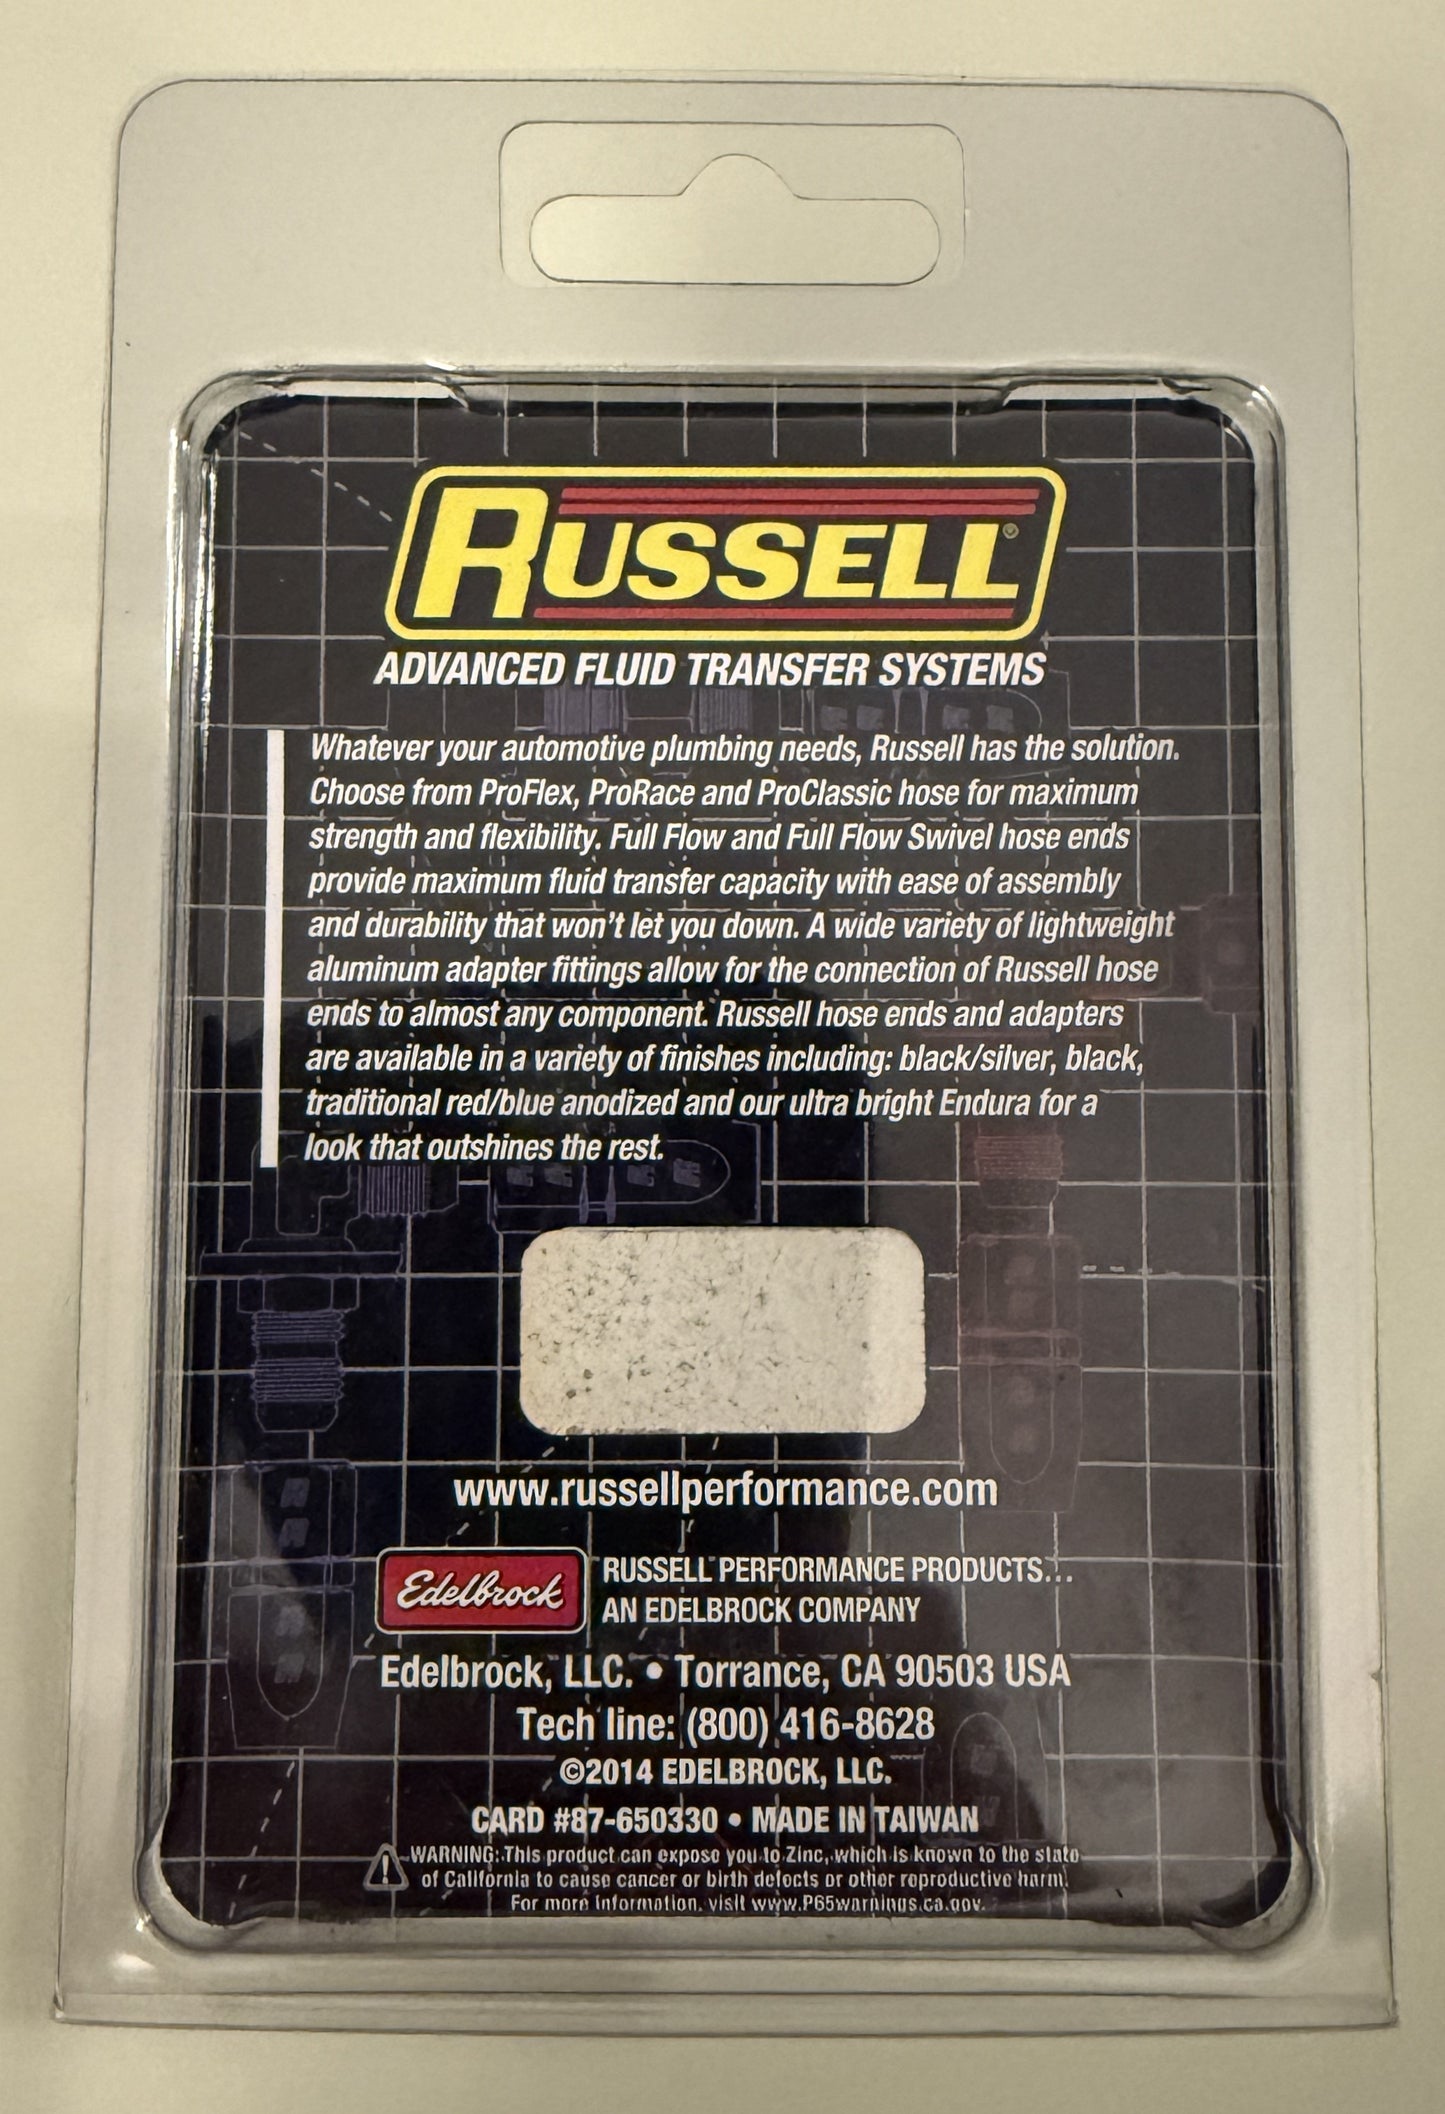 RUSSELL®
ADVANCED FLUID TRANSFER SYSTEMS
Whatever your automotive plumbing needs, Russell has the solution.
Choose from ProFlex, ProRace and ProClassic hose for maximum
strength and flexibility. Full Flow and Full Flow Swivel hose ends
provide maximum fluid transfer capacity with ease of assembly
and durability that won't let you down. A wide variety of lightweight
aluminum adapter fittings allow for the connection of Russell hose
ends to almost any component. Russell hose ends and adapters
are available in a variety of finishes including: black/silver, black,
traditional red/blue anodized and our ultra bright Endura for a
look that outshines the rest.
www.russellperformance.com
Edelbrock
RUSSELL PERFORMANCE PRODUCTS...
AN EDELBROCK COMPANY
Edelbrock, LLC. • Torrance, CA 90503 USA
Tech line: (800) 416-8628
©2014 EDELBROCK, LLC.
CARD #87-650330 • MADE IN TAIWAN
WARNING: This product can expose you to Zinc, which is known to the state
of California to cause cancer or birth defects or other reproductive harm.
For more information, visit www.P65warnings.ca.gov.